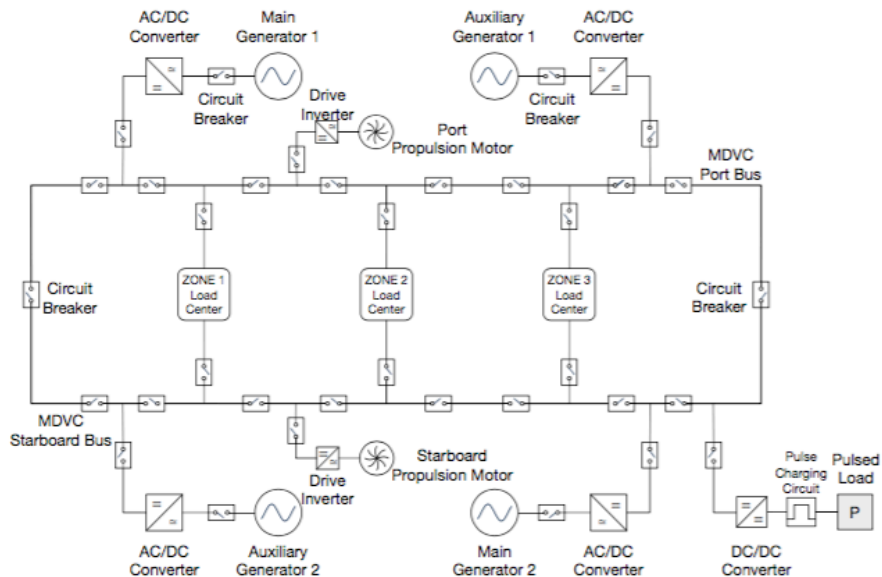 AC/DC
Converter
Main
Generator 1
Auxiliary
Generator 1
AC/DC
Converter
Circuit
Breaker
Drive
Inverter
Port
Propulsion Motor
Circuit
Breaker
MDVC
Port Bus
Circuit
Breaker
ZONE 1
Load
Center
ZONE 2
Load
Center
ZONE 3
Load
Center
Circuit
Breaker
MDVC
Starboard Bus
Drive
Inverter
Starboard
Propulsion Motor
Pulse
Charging
Circuit
Pulsed
Load
P
AC/DC
Converter
Auxiliary
Generator 2
Main
Generator 2
AC/DC
Converter
DC/DC
Converter